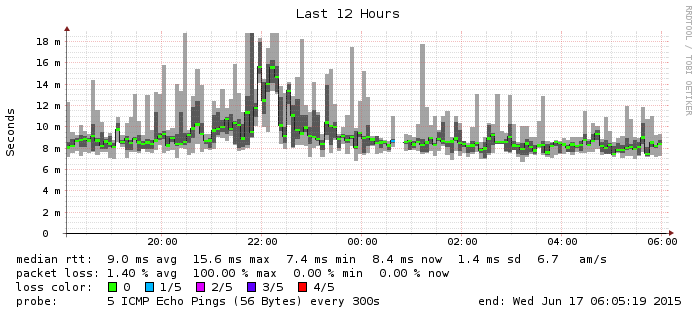 Last 12 Hours
RRDTOOL / TOBI OETIKER
Seconds
18 m
16 m
14 m
12 m
10 m
8 m
6 m
4 m
2 m
0
20:00 22:00 00:00 02:00 04:00 06:00
median rtt: 9.0 ms avg 15.6 ms max 7.4 ms min 8.4 ms now 1.4 ms sd 6.7 am/s
packet loss: 1.40 % avg 100.00 % max 0.00 % min 0.00 % now
loss color: 0 1/5 2/5 3/5 4/5
probe: 5 ICMP Echo Pings (56 Bytes) every 300s end: Wed Jun 17 06:05:19 2015